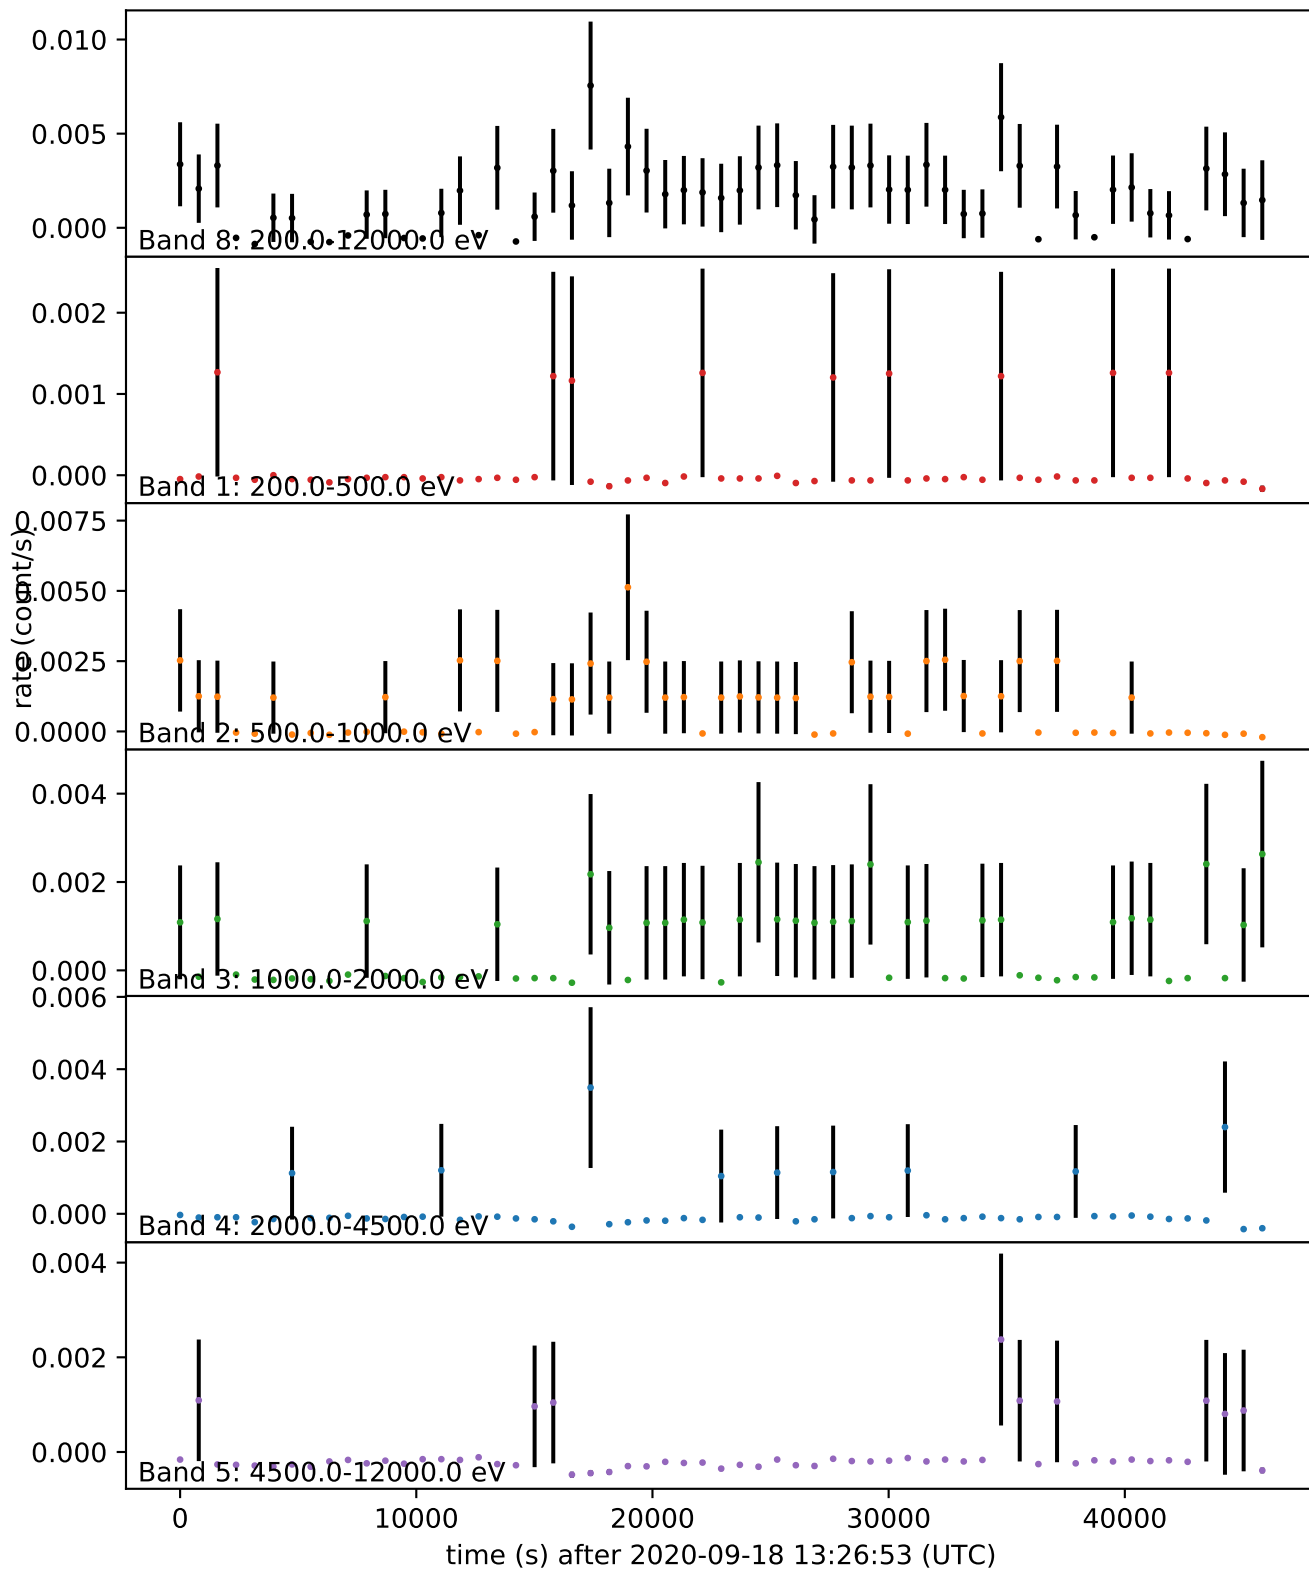 0.010
0.005
0.000
Band 8: 200.0-12000.0 eV
0.002
0.001
0.000
Band 1: 200.0-500.0 eV
rate (count/s)
0.0075
0.0050
0.0025
0.0000
Band 2: 500.0-1000.0 eV
0.004
0.002
0.000
Band 3: 1000.0-2000.0 eV
0.006
0.004
0.002
0.000
Band 4: 2000.0-4500.0 eV
0.004
0.002
0.000
Band 5: 4500.0-12000.0 eV
0 10000 20000 30000 40000
time (s) after 2020-09-18 13:26:53 (UTC)